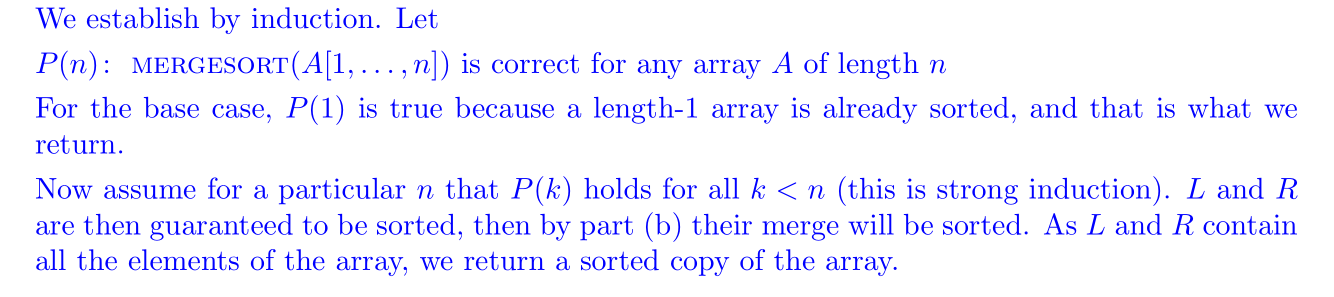 We establish by induction. Let
P(n): MERGESORT(A[1, . . . , n]) is correct for any array A of length n
For the base case, P(1) is true because a length-1 array is already sorted, and that is what we
return.
Now assume for a particular n that P(k) holds for all k < n (this is strong induction). L and R
are then guaranteed to be sorted, then by part (b) their merge will be sorted. As L and R contain
all the elements of the array, we return a sorted copy of the array.